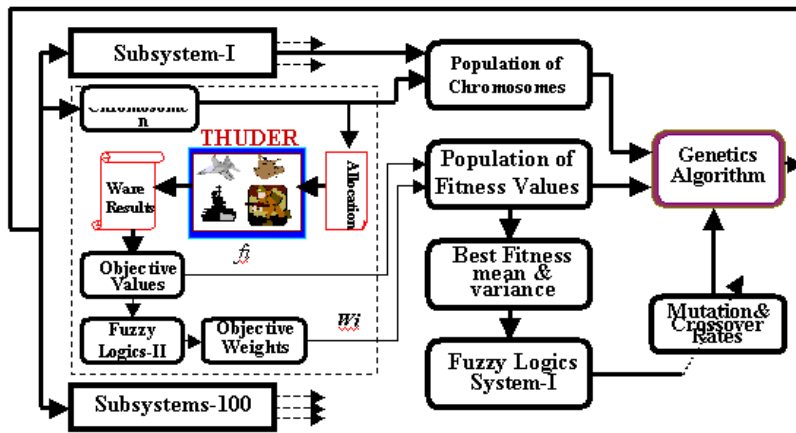 Subsystem-I
Population of
Chromosomes
n
THUDER
Allocation
Ware
Results
Population of
Fitness Values
Genetics
Algorithm
fi
Objective
Values
Best Fitness
mean &
variance
Wi
Fuzzy
Logics-II
Objective
Weights
Mutation&
Crossover
Rates
Fuzzy Logics
System-I
Subsystems-100